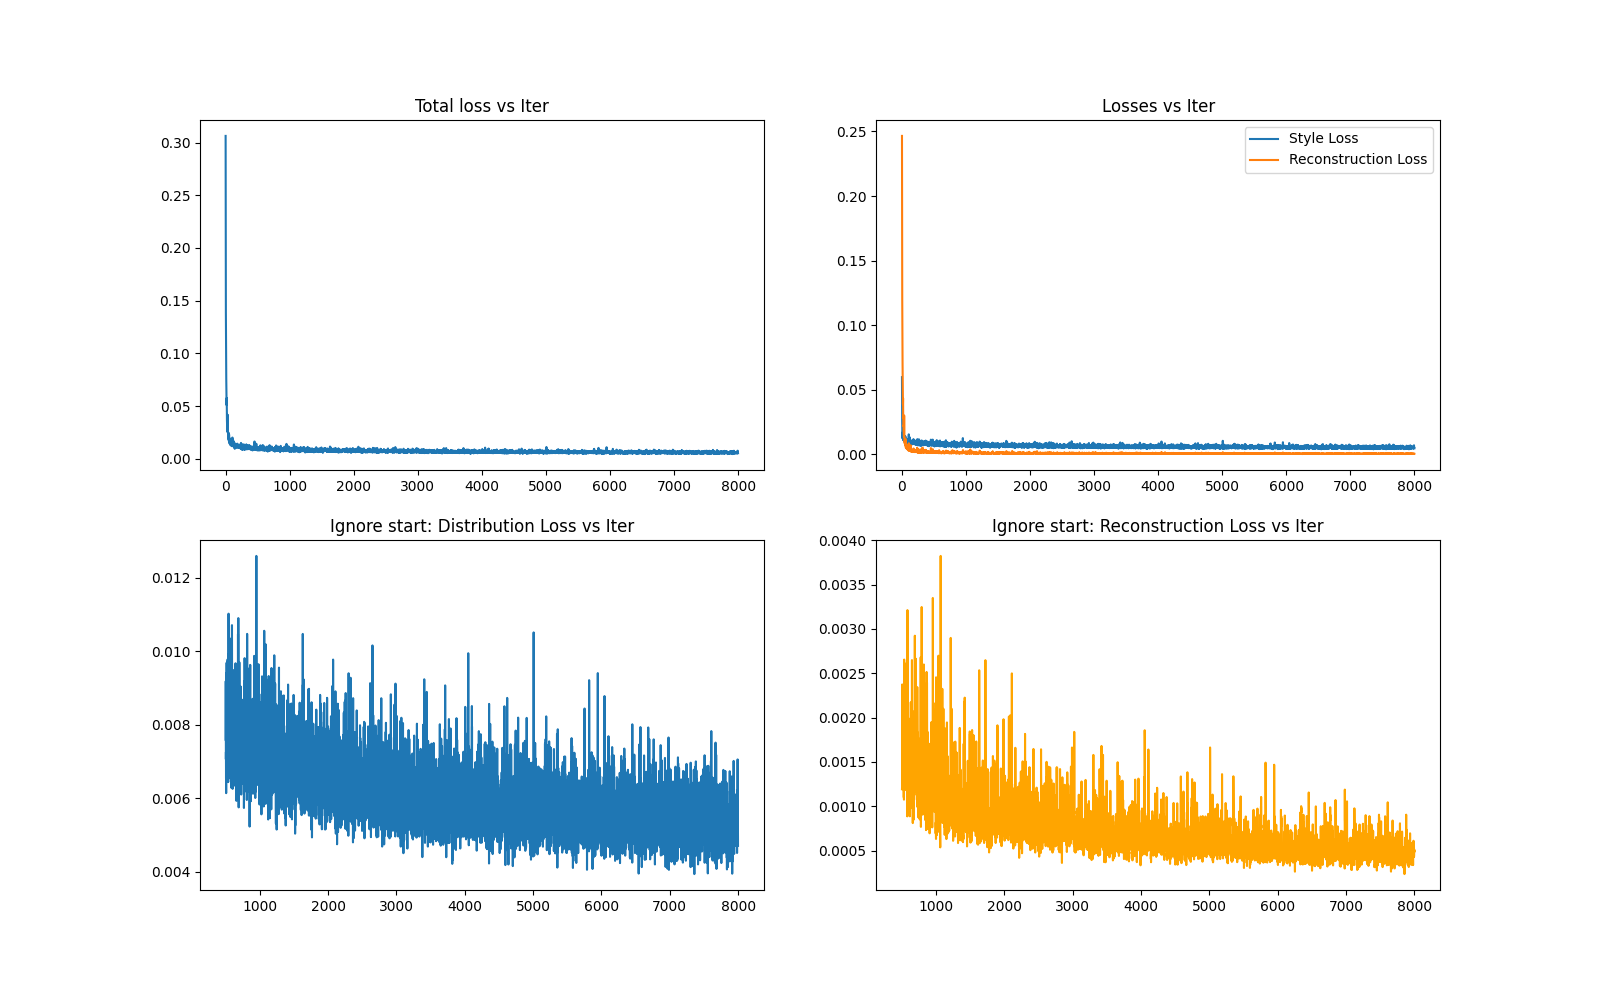 Total loss vs Iter
0.30
0.25
0.20
0.15
0.10
0.05
0.00
0 1000 2000 3000 4000 5000 6000 7000 8000
Losses vs Iter
Style Loss
Reconstruction Loss
0.25
0.20
0.15
0.10
0.05
0.00
0 1000 2000 3000 4000 5000 6000 7000 8000
Ignore start: Distribution Loss vs Iter
0.012
0.010
0.008
0.006
0.004
1000 2000 3000 4000 5000 6000 7000 8000
Ignore start: Reconstruction Loss vs Iter
0.0040
0.0035
0.0030
0.0025
0.0020
0.0015
0.0010
0.0005
1000 2000 3000 4000 5000 6000 7000 8000